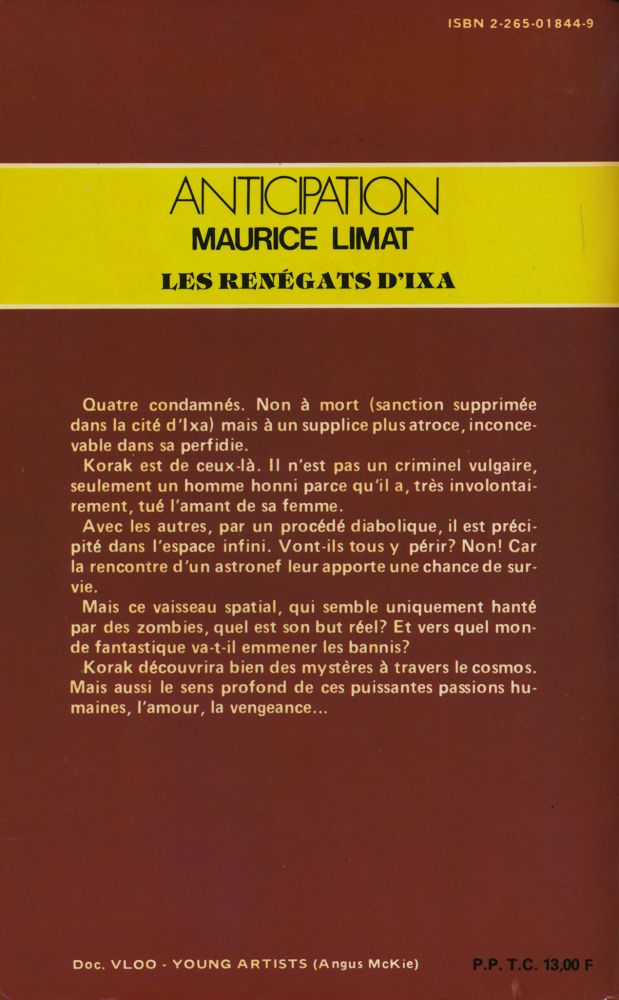 ISBN 2-265-01844-9
ANTICIPATION
MAURICE LIMAT
LES RENÉGATS D'IXA
Quatre condamnés. Non à mort (sanction supprimée
dans la cité d'Ixa) mais à un supplice plus atroce, inconce-
vable dans sa perfidie.
Korak est de ceux-là. Il n'est pas un criminel vulgaire,
seulement un homme honni parce qu'il a, très involontai-
rement, tué l'amant de sa femme.
Avec les autres, par un procédé diabolique, il est préci-
pité dans l'espace infini. Vont-ils tous y périr? Non! Car
la rencontre d'un astronef leur apporte une chance de sur-
vie.
Mais ce vaisseau spatial, qui semble uniquement hanté
par des zombies, quel est son but réel? Et vers quel mon-
de fantastique va-t-il emmener les bannis?
Korak découvrira bien des mystères à travers le cosmos.
Mais aussi le sens profond de ces puissantes passions hu-
maines, l'amour, la vengeance...
Doc. VLOO - YOUNG ARTISTS (Angus McKie)
P.P. T.C. 13,00 F